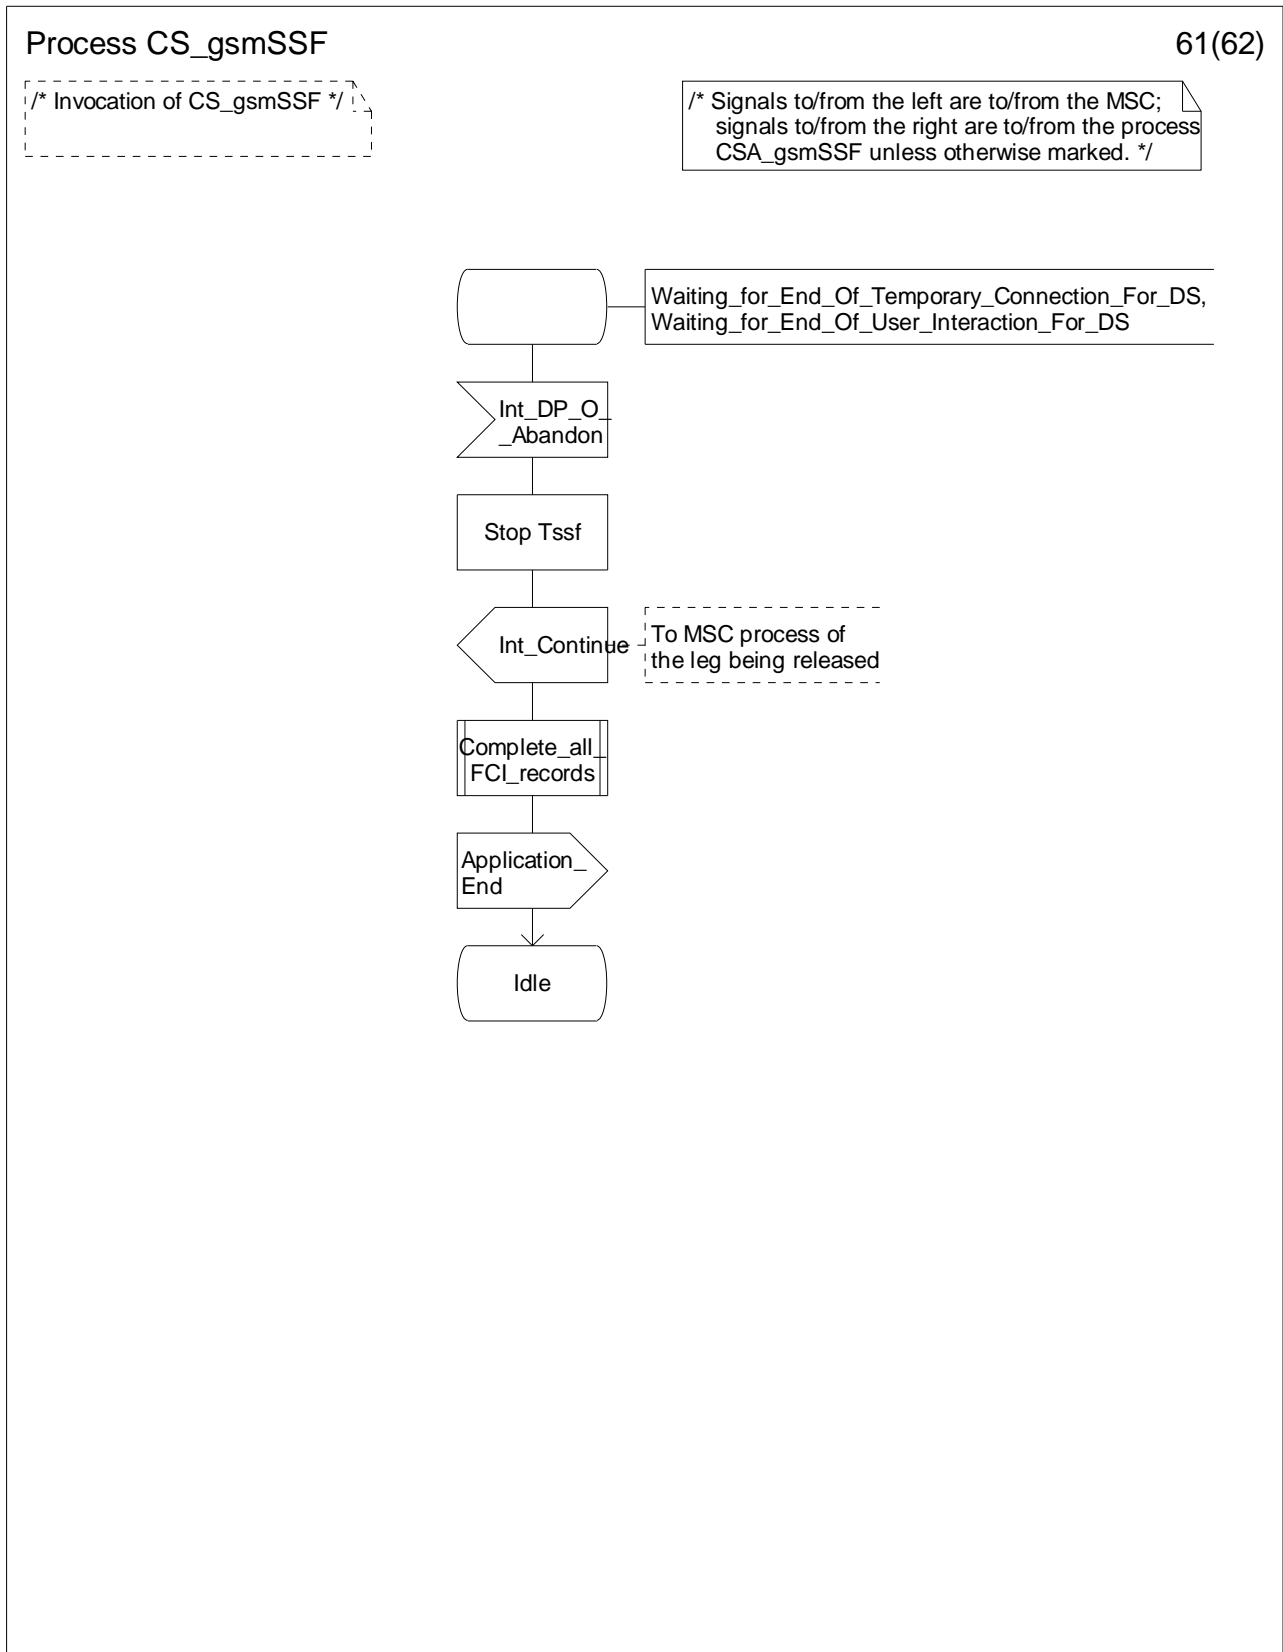 Process CS_gsmSSF
61(62)
/* Invocation of CS_gsmSSF */
/* Signals to/from the left are to/from the MSC;
signals to/from the right are to/from the process
CSA_gsmSSF unless otherwise marked. */
Waiting_for_End_Of_Temporary_Connection_For_DS,
Waiting_for_End_Of_User_Interaction_For_DS
Int_DP_O_
_Abandon
Stop Tssf
Int_Continue
To MSC process of
the leg being released
Complete_all_
FCI_records
Application_
End
Idle